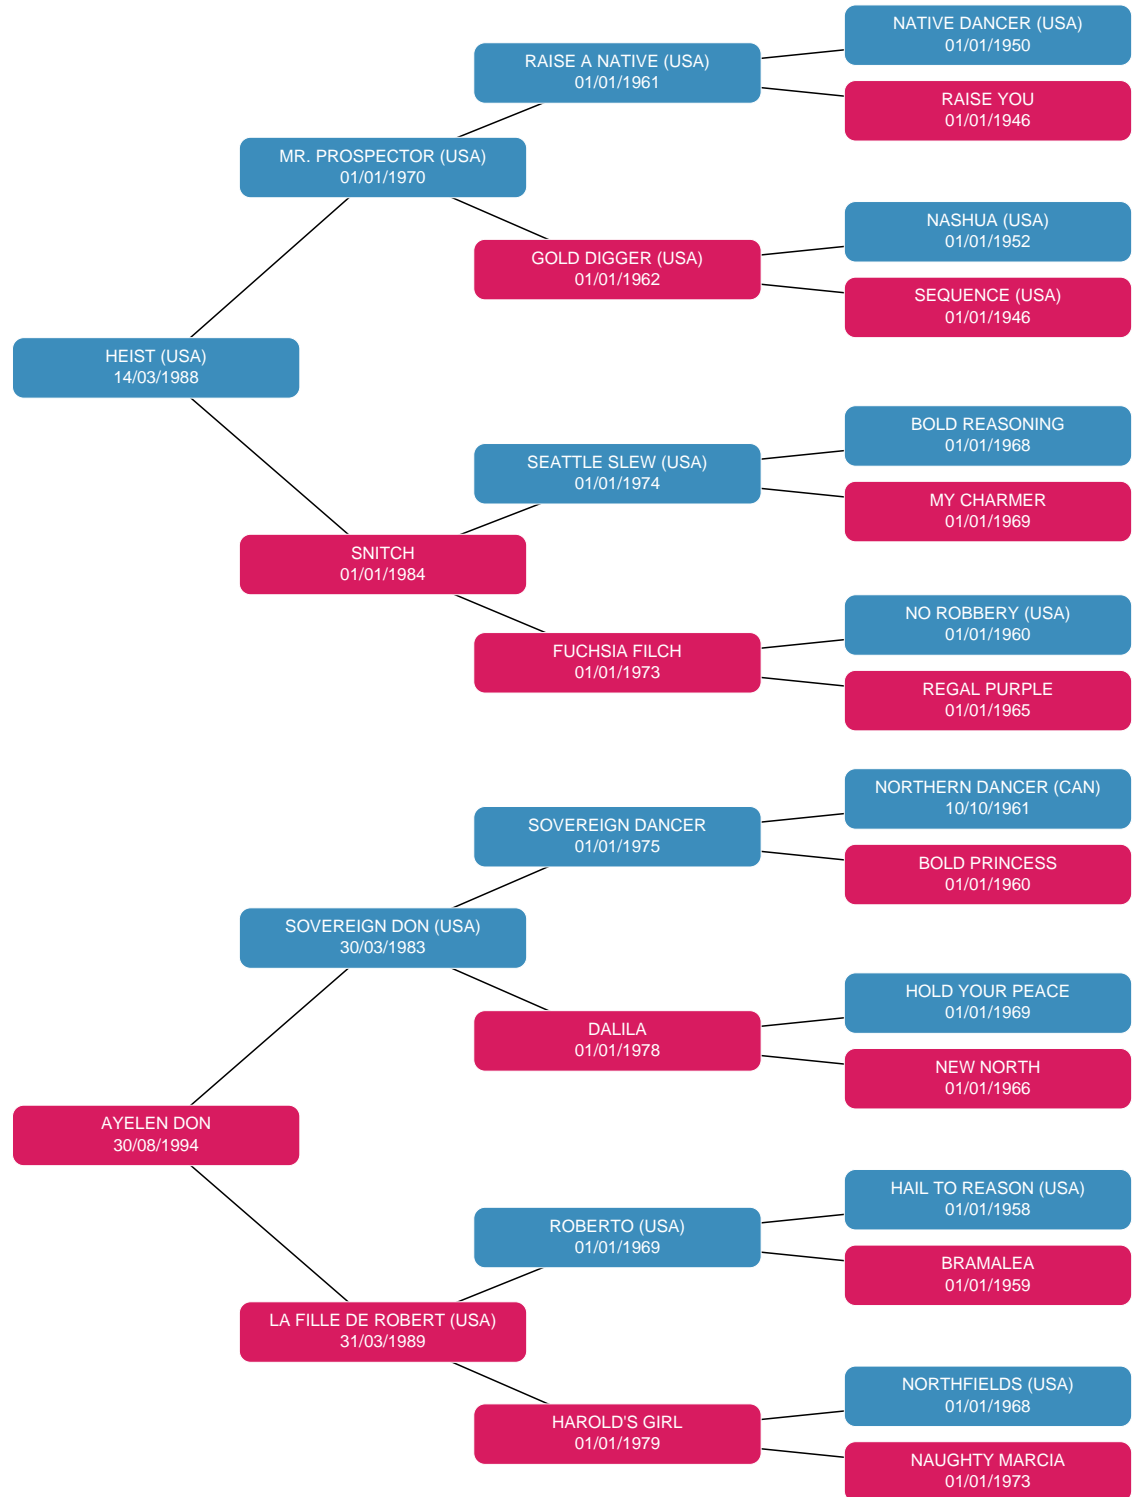 NATIVE DANCER (USA)
01/01/1950
RAISE A NATIVE (USA)
01/01/1961
RAISE YOU
01/01/1946
MR. PROSPECTOR (USA)
01/01/1970
NASHUA (USA)
01/01/1952
GOLD DIGGER (USA)
01/01/1962
SEQUENCE (USA)
01/01/1946
HEIST (USA)
14/03/1988
BOLD REASONING
01/01/1968
SEATTLE SLEW (USA)
01/01/1974
MY CHARMER
01/01/1969
SNITCH
01/01/1984
NO ROBBERY (USA)
01/01/1960
FUCHSIA FILCH
01/01/1973
REGAL PURPLE
01/01/1965
NORTHERN DANCER (CAN)
10/10/1961
SOVEREIGN DANCER
01/01/1975
BOLD PRINCESS
01/01/1960
SOVEREIGN DON (USA)
30/03/1983
HOLD YOUR PEACE
01/01/1969
DALILA
01/01/1978
NEW NORTH
01/01/1966
AYELEN DON
30/08/1994
HAIL TO REASON (USA)
01/01/1958
ROBERTO (USA)
01/01/1969
BRAMALEA
01/01/1959
LA FILLE DE ROBERT (USA)
31/03/1989
NORTHFIELDS (USA)
01/01/1968
HAROLD'S GIRL
01/01/1979
NAUGHTY MARCIA
01/01/1973